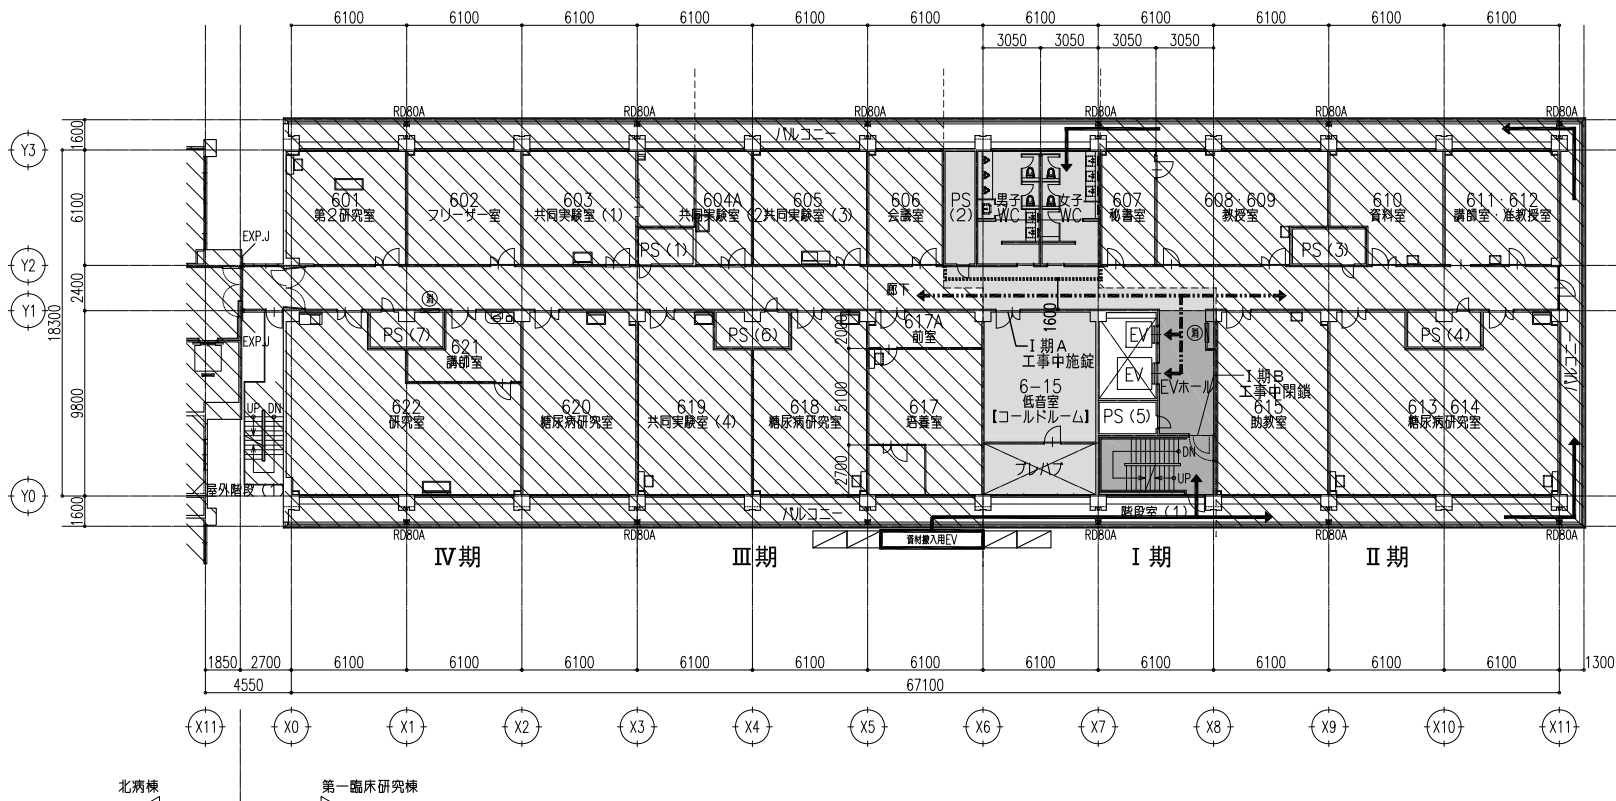 6100 6100 6100 6100 6100 6100 6100 6100 6100 6100 6100
3050 3050 3050 3050
RD80A RD80A RD80A RD80A RD80A RD80A
1600
バルコニー
Y3
6100
601
第2研究室
602
フリーザー室
603
共同実験室(1)
604A
共同実験室(2)
605
共同実験室(3)
606
会議室
PS
(2)
男子
WC
女子
WC
607
秘書室
608・609
教授室
610
資料室
611・612
講師室・准教授室
EXP.J
PS(1)
PS(3)
Y2
2400
廊下
Y1
18300
1600
EXP.J
PS(7)
621
講師室
PS(6)
2000
617A
前室
Ⅰ期A
工事中施錠
EV
EV
EVホール
PS(5)
Ⅰ期B
工事中閉鎖
PS(4)
バルコニー
9800
UP DN
622
研究室
620
糖尿病研究室
619
共同実験室(4)
618
糖尿病研究室
5100
617
培養室
6-15
低音室
【コールドルーム】
615
助教室
613・614
糖尿病研究室
2700
プレハブ
DN
UP
Y0
屋外階段(1)
1600
バルコニー
階段室(1)
資材搬入用EV
RD80A RD80A RD80A RD80A RD80A
Ⅳ期 Ⅲ期 Ⅰ期 Ⅱ期
1850 2700 6100 6100 6100 6100 6100 6100 6100 6100 6100 6100 6100 1300
4550 67100
X11 X0 X1 X2 X3 X4 X5 X6 X7 X8 X9 X10 X11
北病棟 第一臨床研究棟